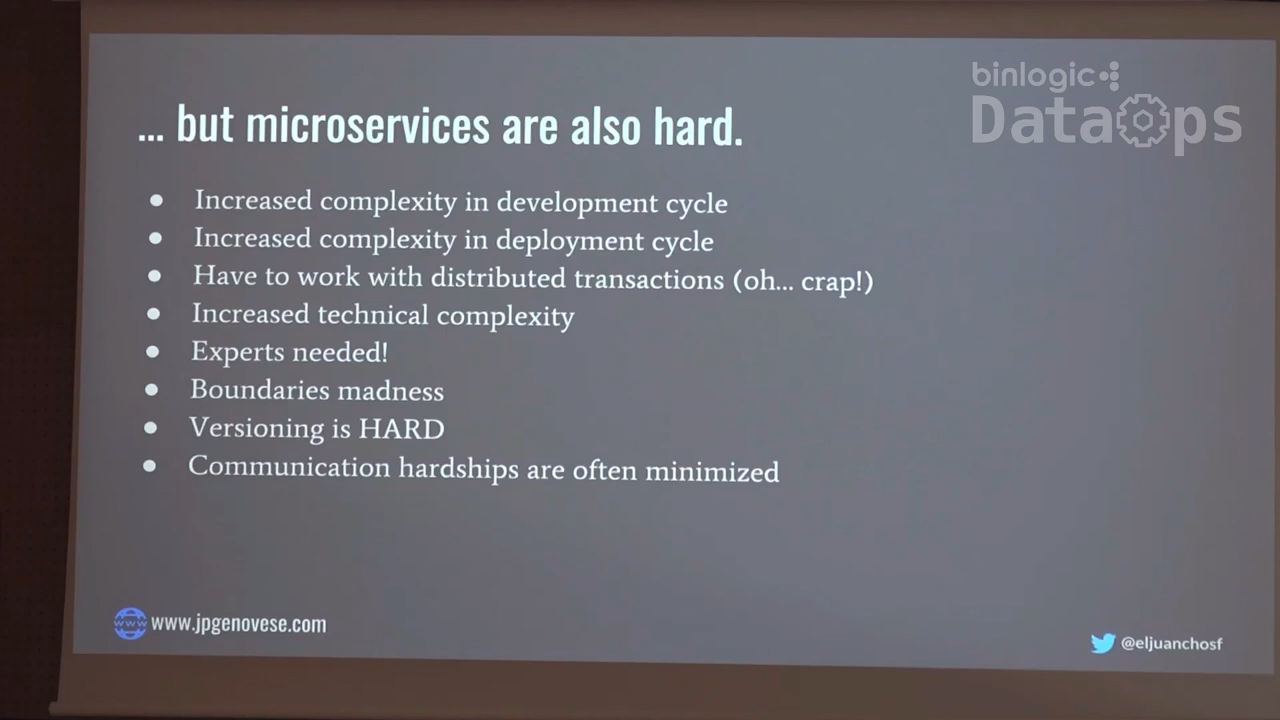 binlogic
DataOps
... but microservices are also hard.
● Increased complexity in development cycle
● Increased complexity in deployment cycle
● Have to work with distributed transactions (oh... crap!)
● Increased technical complexity
● Experts needed!
● Boundaries madness
● Versioning is HARD
● Communication hardships are often minimized
www www.jpgenovese.com
@eljuanchosf